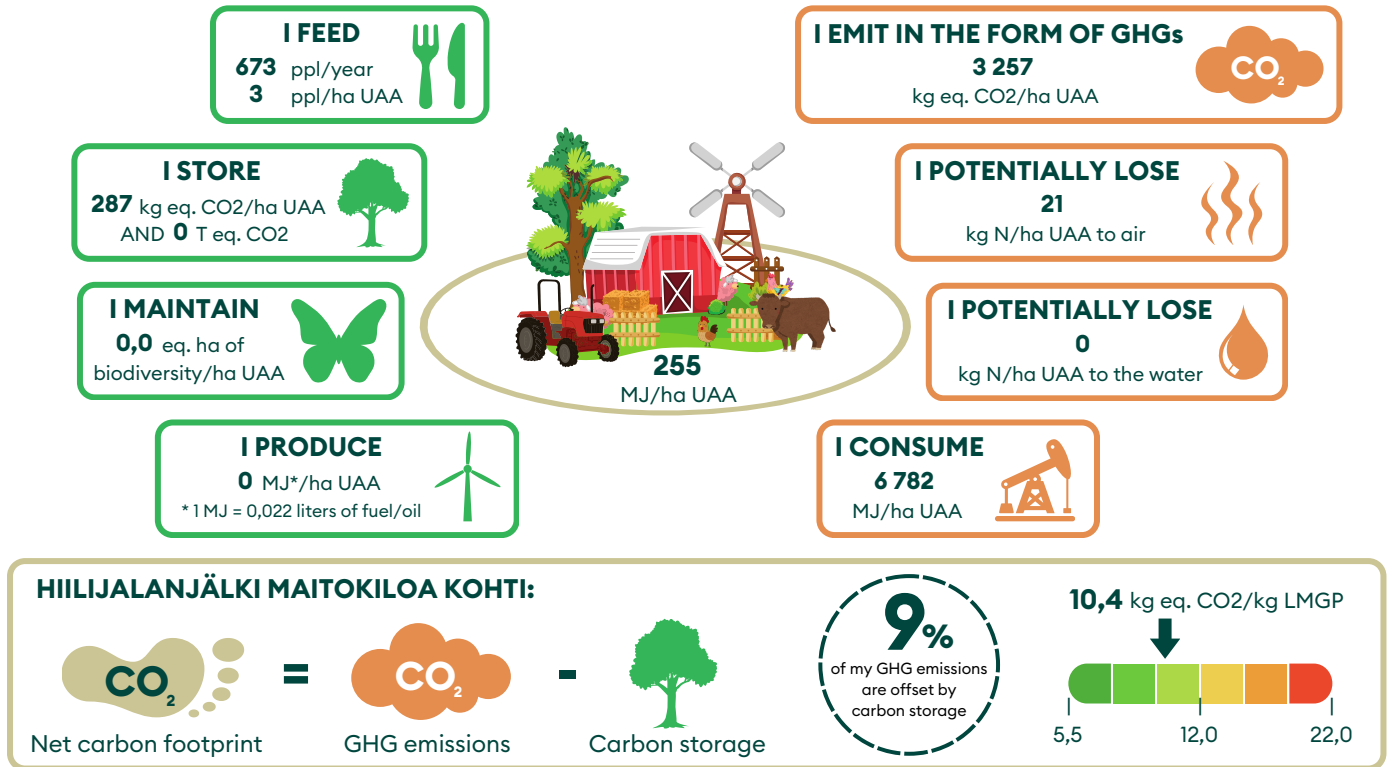 I FEED
673 ppl/year
3 ppl/ha UAA
I EMIT IN THE FORM OF GHGs
3 257
kg eq. CO2/ha UAA
CO2
I STORE
287 kg eq. CO2/ha UAA
AND 0 T eq. CO2
I POTENTIALLY LOSE
21
kg N/ha UAA to air
I MAINTAIN
0,0 eq. ha of
biodiversity/ha UAA
I POTENTIALLY LOSE
0
kg N/ha UAA to the water
255
MJ/ha UAA
I PRODUCE
0 MJ*/ha UAA
* 1 MJ = 0,022 liters of fuel/oil
I CONSUME
6 782
MJ/ha UAA
HIILIJALANJÄLKI MAITOKILOA KOHTI:
CO2
=
CO2
-
Net carbon footprint
GHG emissions
Carbon storage
9%
of my GHG emissions
are offset by
carbon storage
10,4 kg eq. CO2/kg LMGP
5,5 12,0 22,0